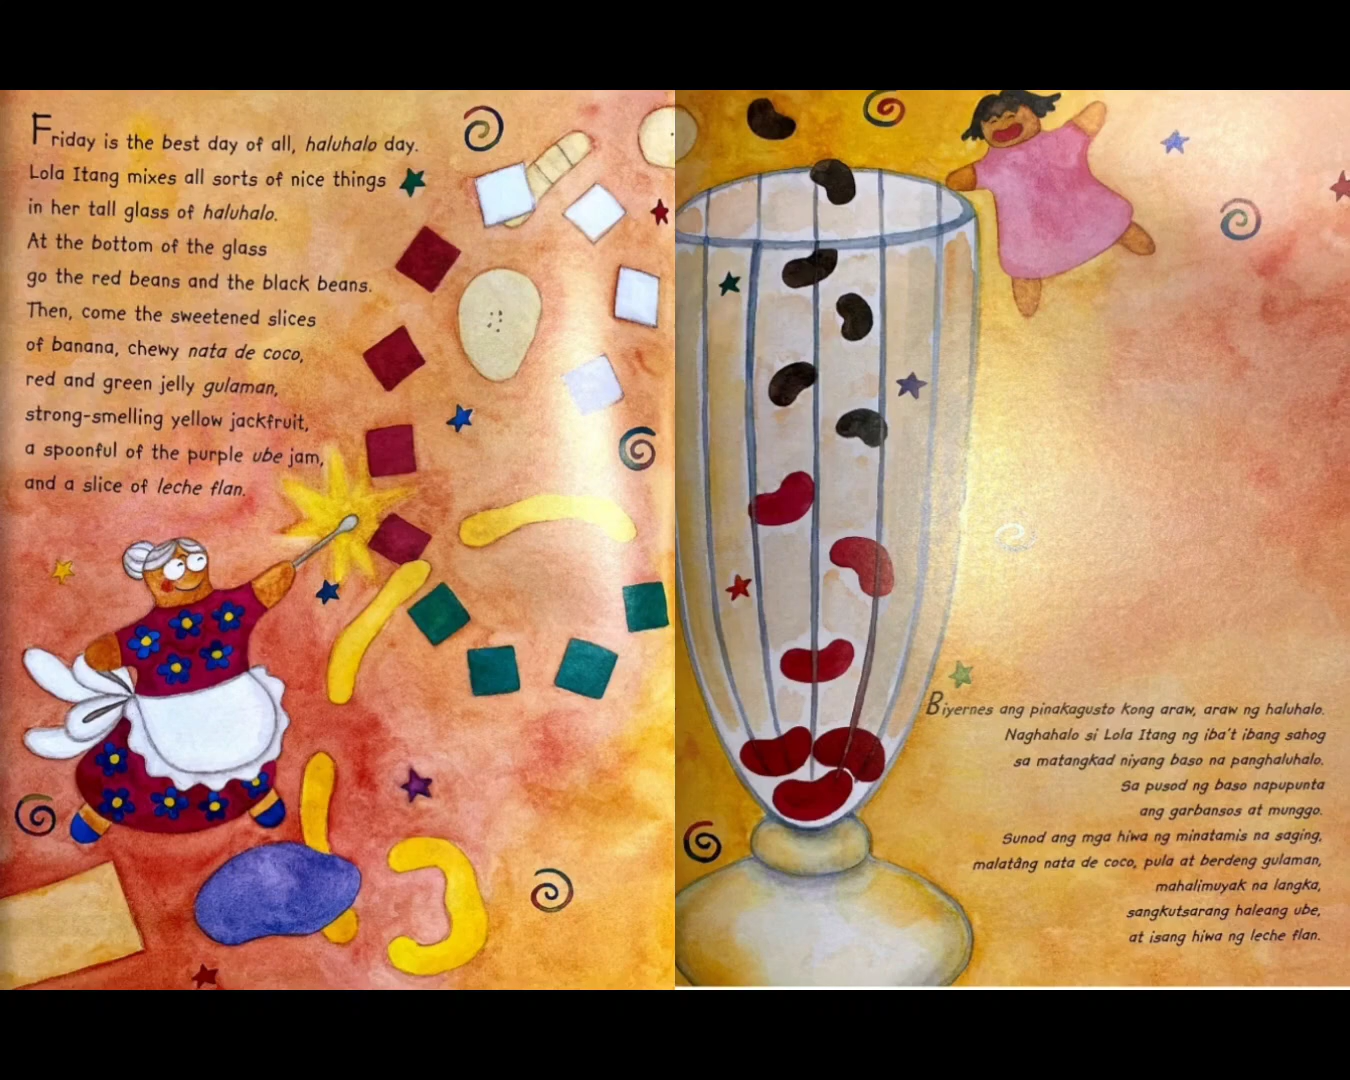 Friday is the best day of all, haluhalo day.
Lola Itang mixes all sorts of nice things
in her tall glass of haluhalo.
At the bottom of the glass
go the red beans and the black beans.
Then, come the sweetened slices
of banana, chewy nata de coco,
red and green jelly gulaman,
strong-smelling yellow jackfruit,
a spoonful of the purple ube jam,
and a slice of leche flan.
Biyernes ang pinakagusto kong araw, araw ng haluhalo.
Naghahalo si Lola Itang ng iba't ibang sahog
sa matangkad niyang baso na panghaluhalo.
Sa pusod ng baso napupunta
ang garbansos at munggo.
Sunod ang mga hiwa ng minatamis na saging,
malatâng nata de coco, pula at berdeng gulaman,
mahalimuyak na langka,
sangkutsarang haleang ube,
at isang hiwa ng leche flan.